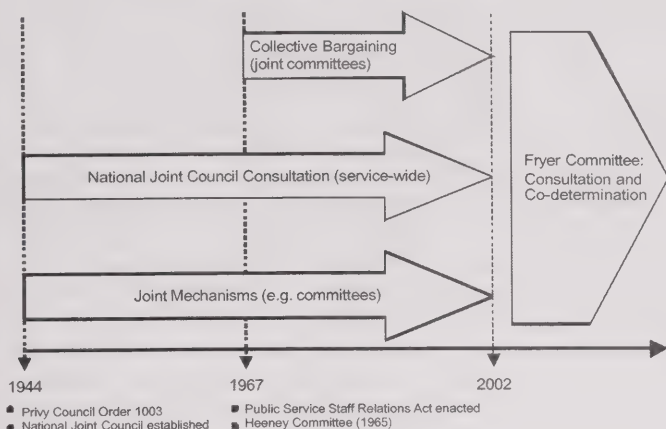 Collective Bargaining
(joint committees)
National Joint Council Consultation (service-wide)
Fryer Committee:
Consultation and
Co-determination
Joint Mechanisms (e.g. committees)
1944
1967
2002
Privy Council Order 1003
National Joint Council established
Public Service Staff Relations Act enacted
Heeney Committee (1965)